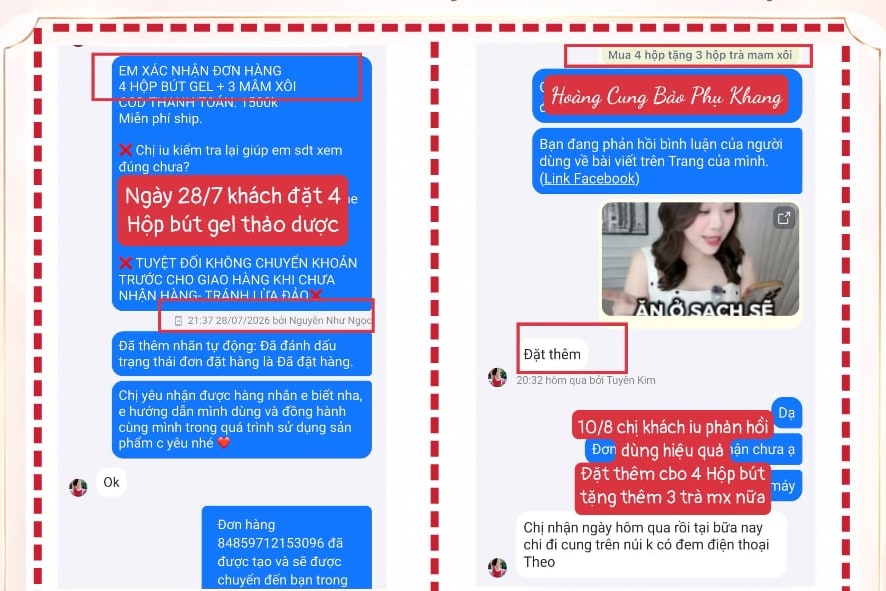 EM XÁC NHẬN ĐƠN HÀNG
4 HỘP BÚT GEL + 3 MÂM XÔI
COD THANH TOÁN: 1500k
Miễn phí ship.
❌ Chị iu kiểm tra lại giúp em sdt xem
đúng chưa?
Ngày 28/7 khách đặt 4
Hộp bút gel thảo dược
❌ TUYỆT ĐỐI KHÔNG CHUYỂN KHOẢN
TRƯỚC CHO GIAO HÀNG KHI CHƯA
NHẬN HÀNG- TRÁNH LỪA ĐẢO❌
21:37 28/07/2026 bởi Nguyễn Như Ngọc
Đã thêm nhãn tự động: Đã đánh dấu
trạng thái đơn đặt hàng là Đã đặt hàng.
Chị yêu nhận được hàng nhắn e biết nha,
e hướng dẫn mình dùng và đồng hành
cùng mình trong quá trình sử dụng sản
phẩm c yêu nhé ❤️
Ok
Đơn hàng
84859712153096 đã
được tạo và sẽ được
chuyển đến bạn trong
Mua 4 hộp tặng 3 hộp trà mam xôi
Hoàng Cung Bảo Phụ Khang
Bạn đang phản hồi bình luận của người
dùng về bài viết trên Trang của mình.
(Link Facebook)
ĂN Ở SẠCH SẼ
Đặt thêm
20:32 hôm qua bởi Tuyên Kim
Dạ
10/8 chị khách iu phản hồi
Đơn dùng hiệu quả nhận chưa ạ
Đặt thêm cbo 4 Hộp bút
tặng thêm 3 trà mx nữa máy
Chị nhận ngày hôm qua rồi tại bữa nay
chi đi cung trên núi k có đem điện thoại
Theo